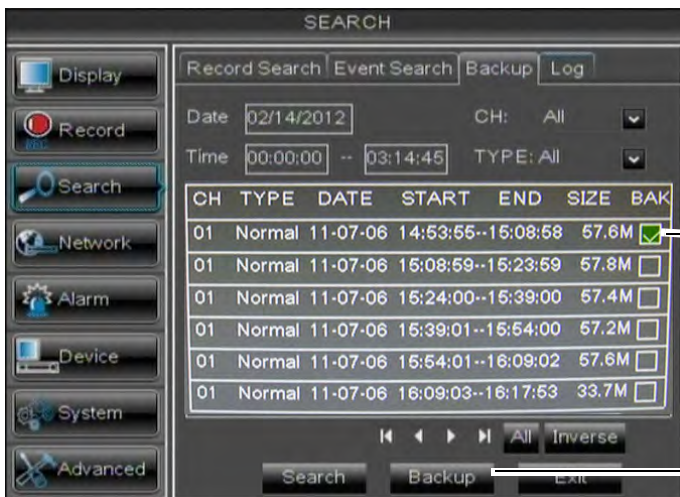 SEARCH
Display
Record
REC
Search
Network
Alarm
Device
System
Advanced
Record Search Event Search Backup Log
Date 02/14/2012 CH: All
Time 00:00:00 -- 03:14:45 TYPE: All
CH TYPE DATE START END SIZE BAK
01 Normal 11-07-06 14:53:55--15:08:58 57.6M
01 Normal 11-07-06 15:08:59--15:23:59 57.8M
01 Normal 11-07-06 15:24:00--15:39:00 57.4M
01 Normal 11-07-06 15:39:01--15:54:00 57.2M
01 Normal 11-07-06 15:54:01--16:09:02 57.6M
01 Normal 11-07-06 16:09:03--16:17:53 33.7M
All Inverse
Search Backup Exit